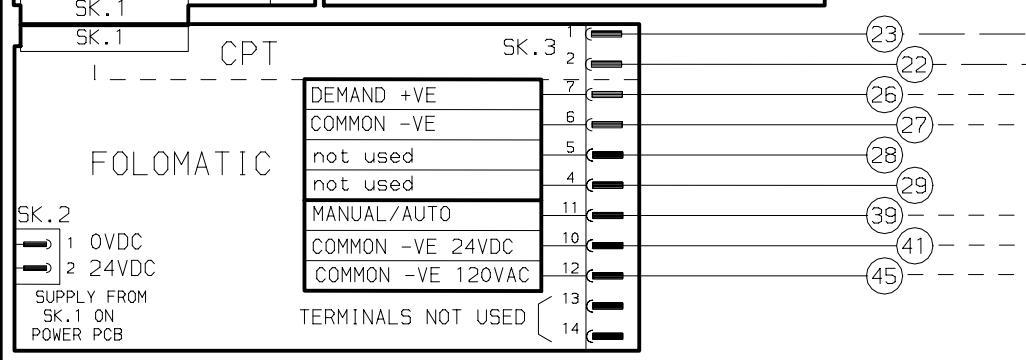 SK.1
SK.1
CPT
SK.3
1
23
2
22
DEMAND +VE
7
26
COMMON -VE
6
27
not used
5
28
FOLOMATIC
not used
4
29
SK.2
MANUAL/AUTO
11
39
1 0VDC
COMMON -VE 24VDC
10
41
2 24VDC
COMMON -VE 120VAC
12
45
SUPPLY FROM
SK.1 ON
POWER PCB
TERMINALS NOT USED
13
14